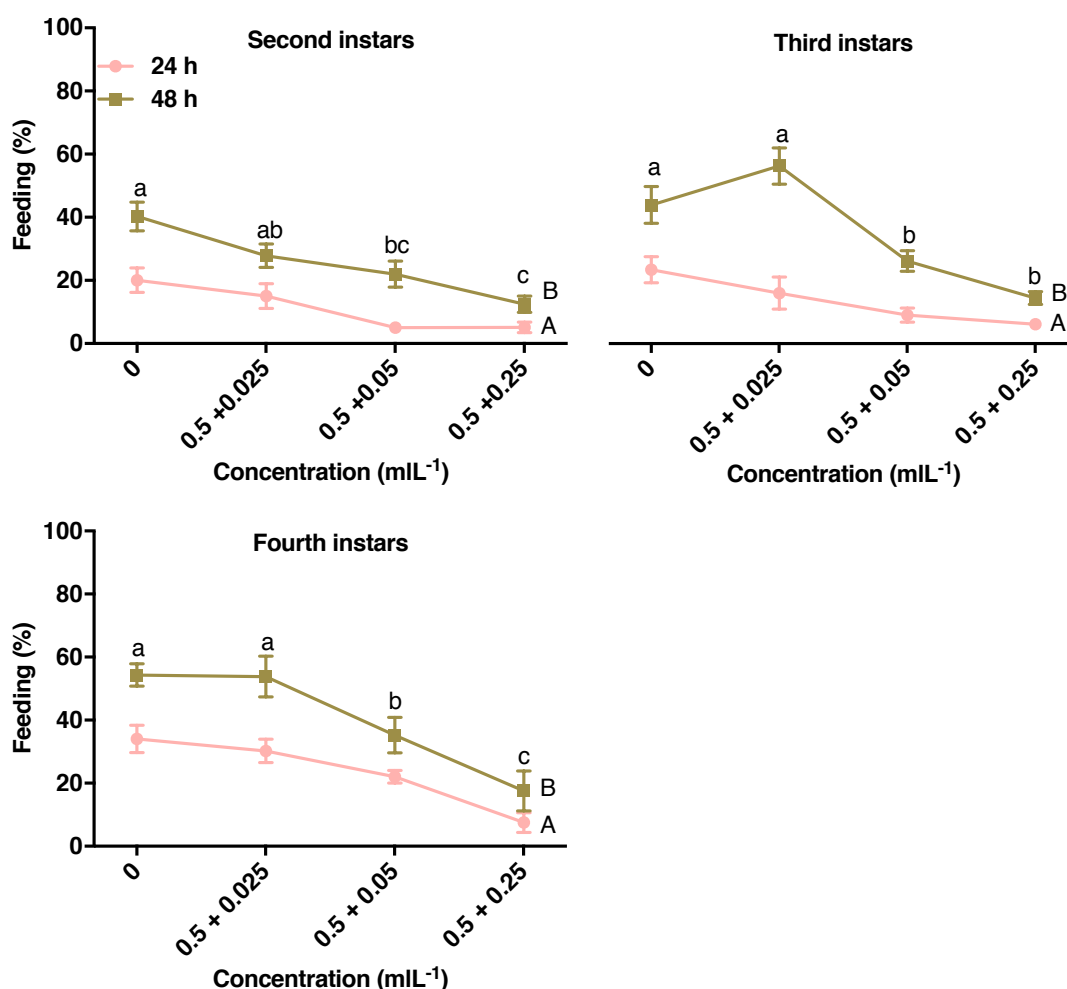 Second instars
100
80
60
40
20
0
Feeding (%)
24 h
48 h
a
ab
bc
c
B
A
0
0.5 +0.025
0.5 +0.05
0.5 +0.25
Concentration (mlL-1)
Third instars
a
a
b
b
B
A
0
0.5 + 0.025
0.5 + 0.05
0.5 + 0.25
Concentration (mlL-1)
Fourth instars
100
80
60
40
20
0
Feeding (%)
a
a
b
c
B
A
0
0.5 + 0.025
0.5 + 0.05
0.5 + 0.25
Concentration (mlL-1)